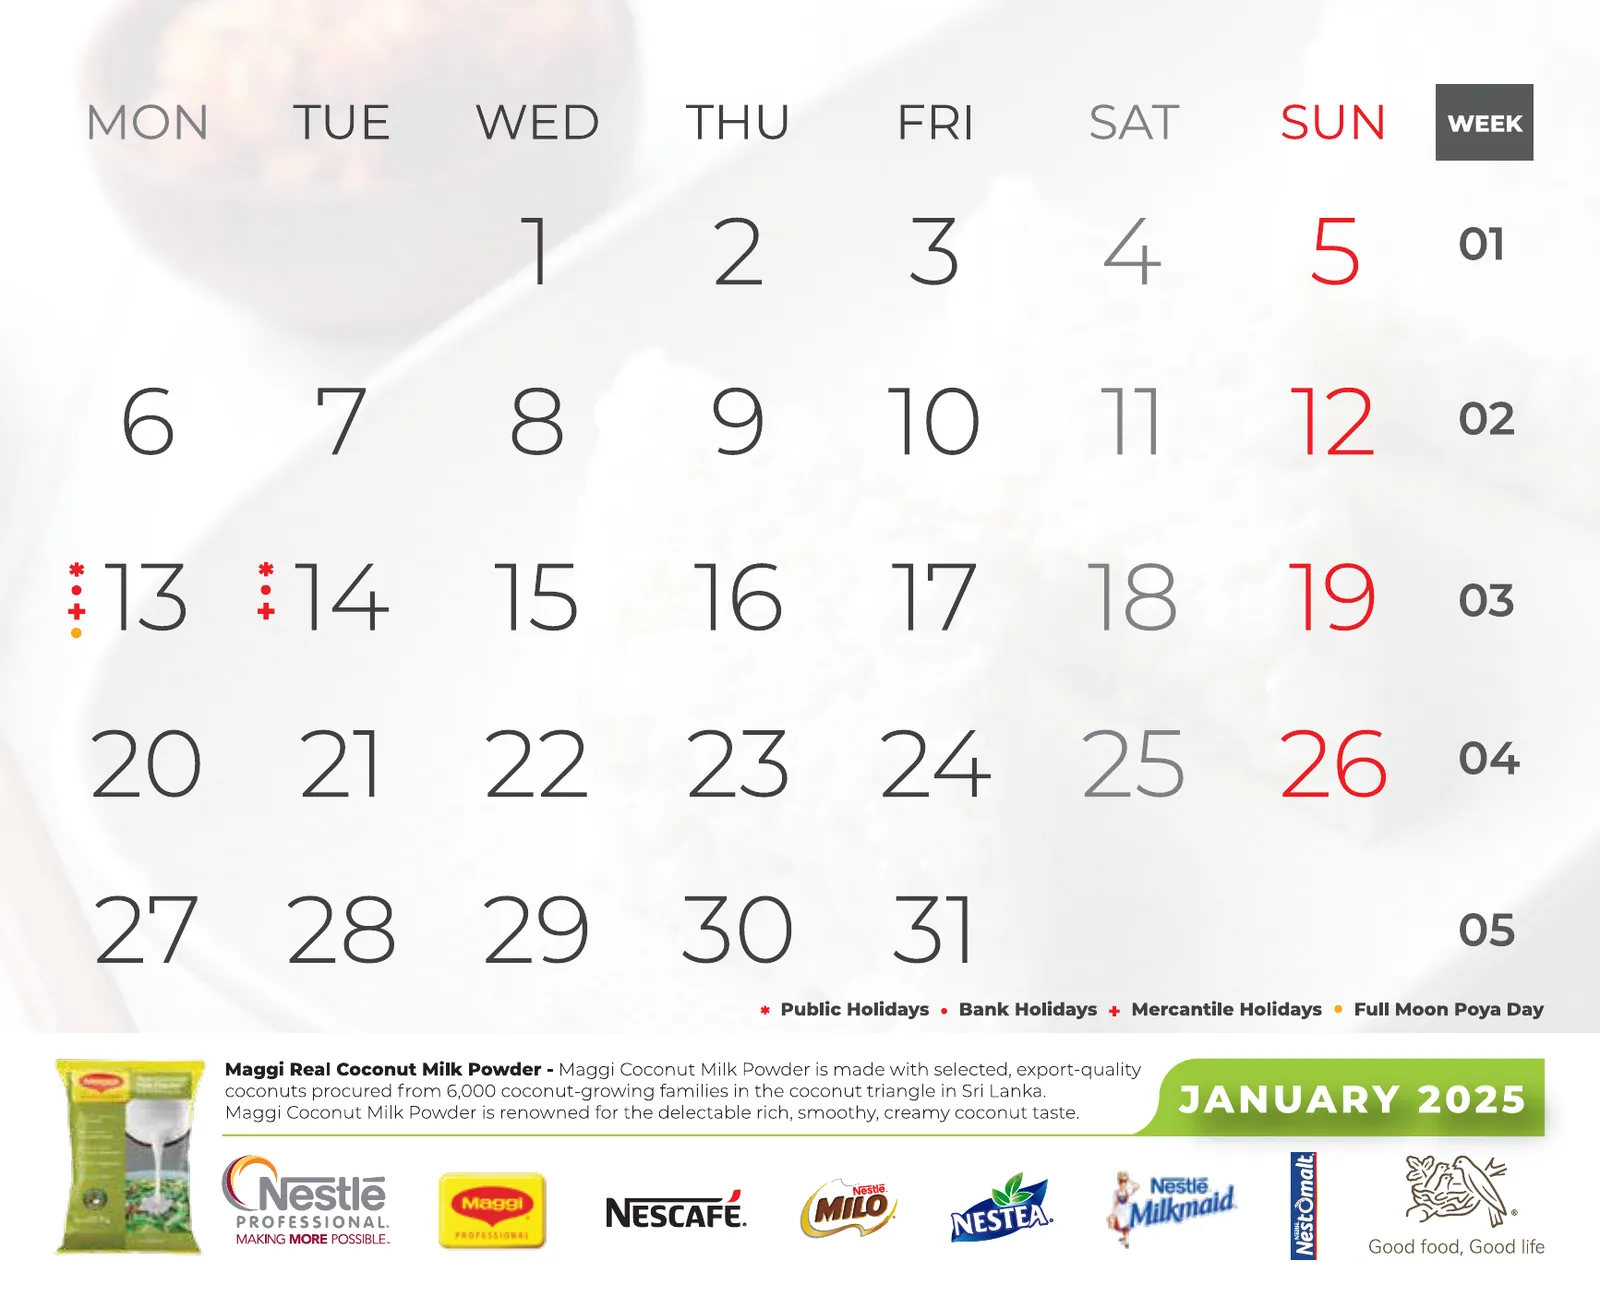 MON TUE WED THU FRI SAT SUN WEEK
1 2 3 4 5 01
6 7 8 9 10 11 12 02
* • + • 13 * • + 14 15 16 17 18 19 03
20 21 22 23 24 25 26 04
27 28 29 30 31 05
* Public Holidays • Bank Holidays + Mercantile Holidays • Full Moon Poya Day
Maggi Real Coconut Milk Powder - Maggi Coconut Milk Powder is made with selected, export-quality
coconuts procured from 6,000 coconut-growing families in the coconut triangle in Sri Lanka.
Maggi Coconut Milk Powder is renowned for the delectable rich, smoothy, creamy coconut taste.
JANUARY 2025
Maggi
Nestlé
PROFESSIONAL.
MAKING MORE POSSIBLE
Maggi
PROFESSIONAL
NESCAFÉ.
Nestlé
MILO
NESTEA.
Nestlé
Milkmaid
Nestlé NestOmalt.
Good food, Good life